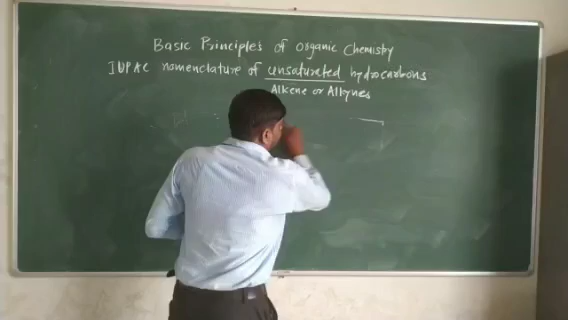 Basic Principles of Organic Chemistry
IUPAC nomenclature of unsaturated hydrocarbons
Alkene or Alkynes